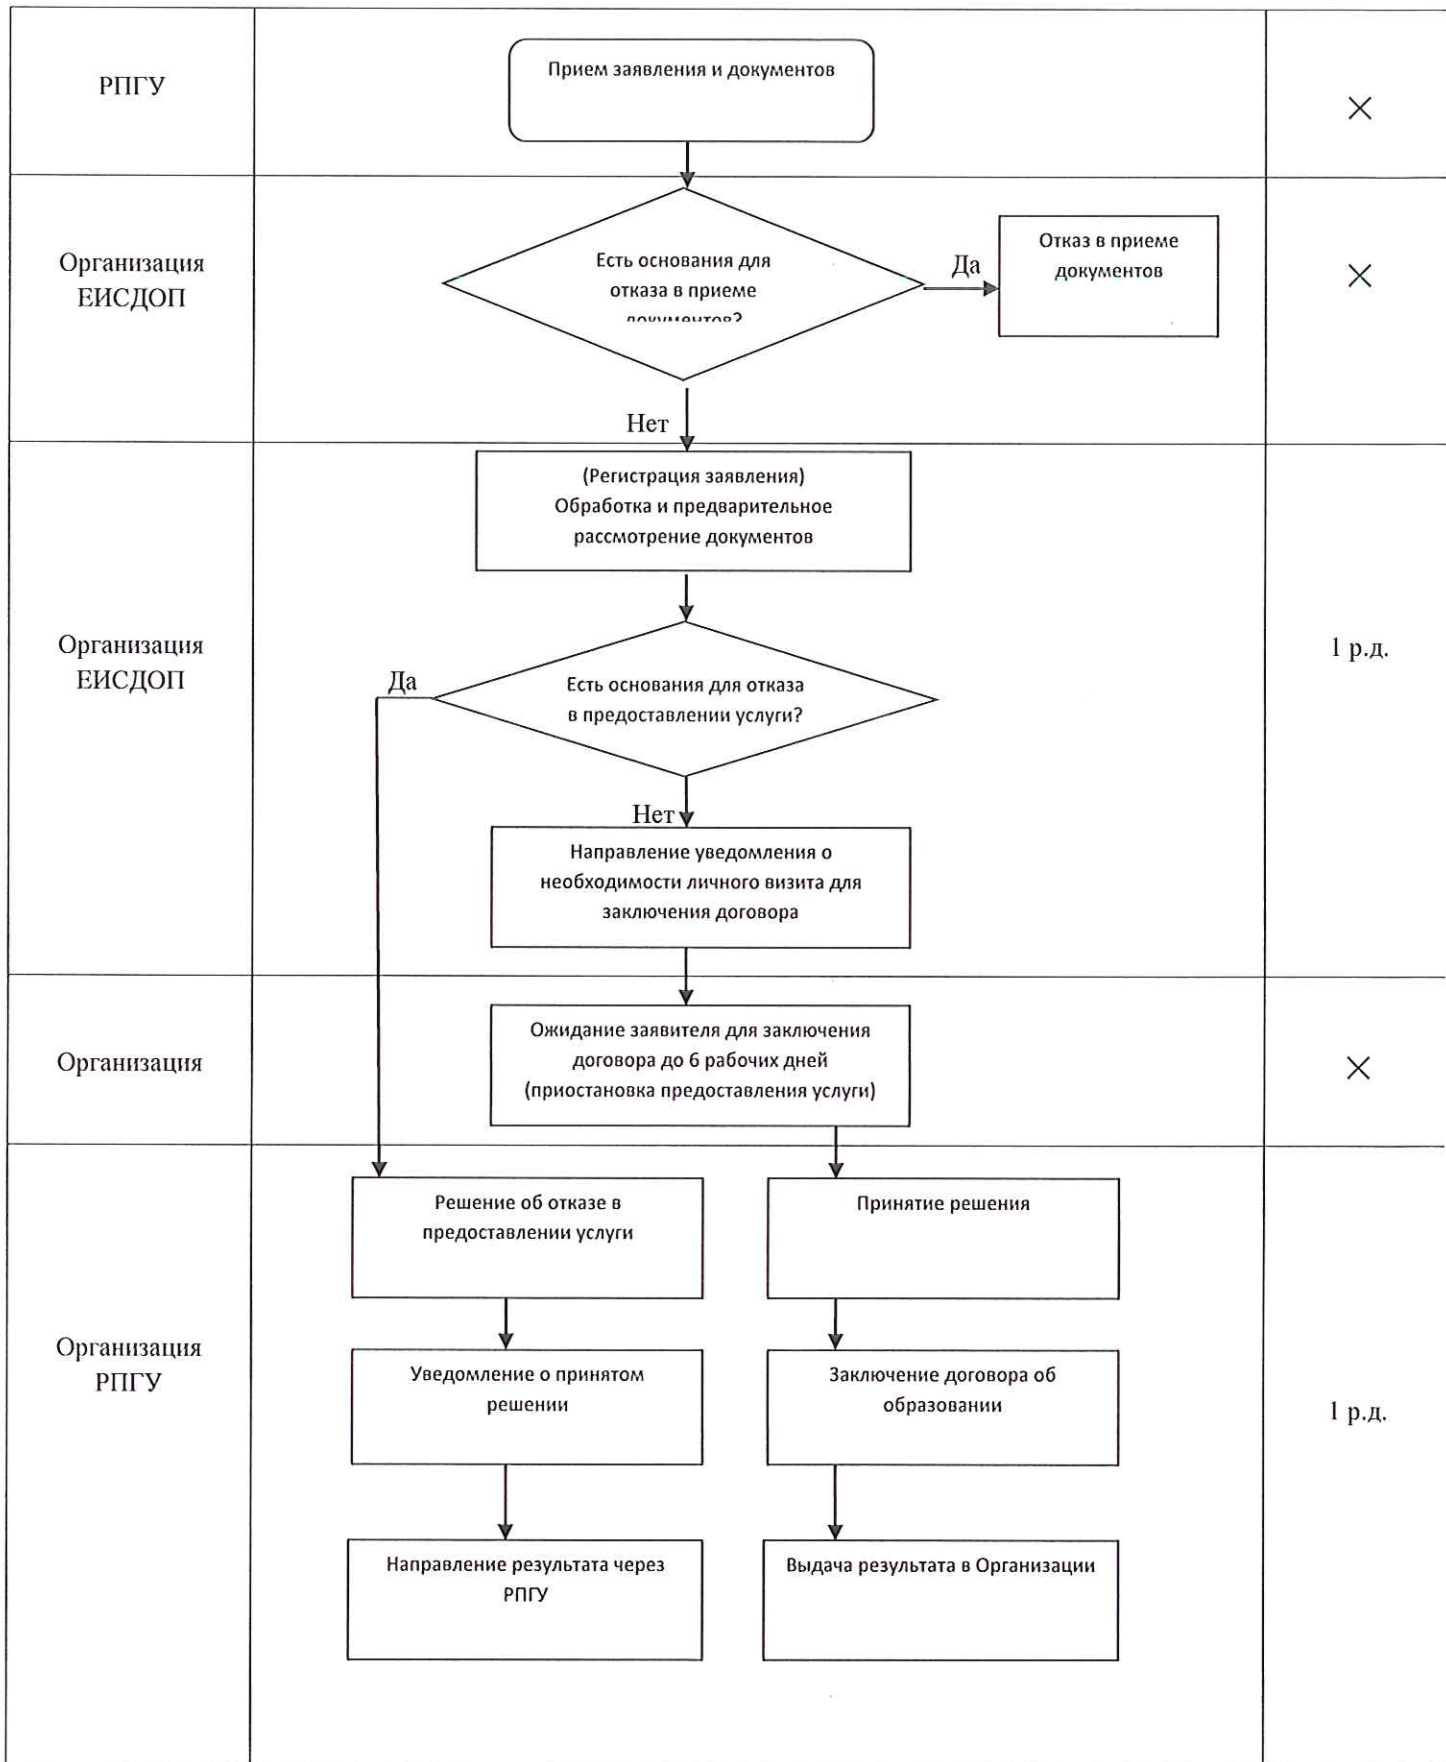 РПГУ
Прием заявления и документов
×
Организация
ЕИСДОП
Есть основания для
отказа в приеме
документов?
Да
Отказ в приеме
документов
×
Нет
Организация
ЕИСДОП
(Регистрация заявления)
Обработка и предварительное
рассмотрение документов
1 р.д.
Да
Есть основания для отказа
в предоставлении услуги?
Нет
Направление уведомления о
необходимости личного визита для
заключения договора
Организация
Ожидание заявителя для заключения
договора до 6 рабочих дней
(приостановка предоставления услуги)
×
Организация
РПГУ
Решение об отказе в
предоставлении услуги
Принятие решения
Уведомление о принятом
решении
Заключение договора об
образовании
1 р.д.
Направление результата через
РПГУ
Выдача результата в Организации